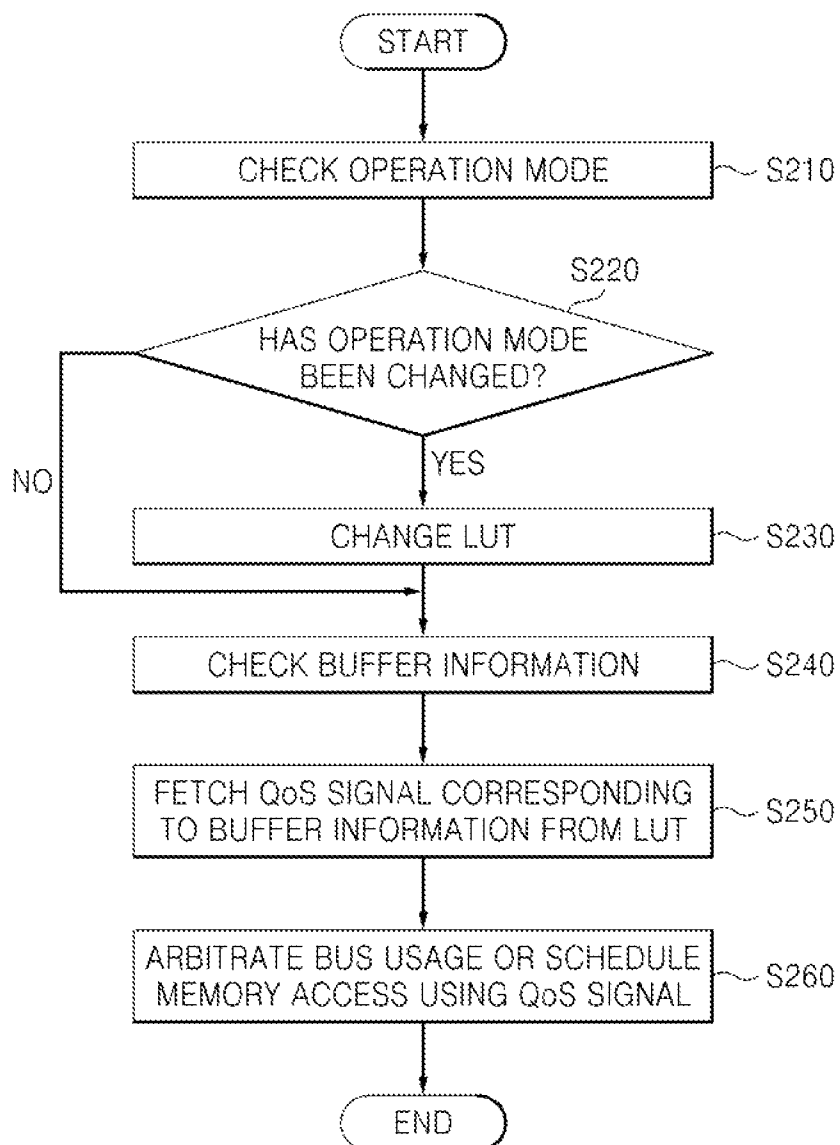 START
CHECK OPERATION MODE
S210
S220
HAS OPERATION MODE
BEEN CHANGED?
NO
YES
CHANGE LUT
S230
CHECK BUFFER INFORMATION
S240
FETCH QoS SIGNAL CORRESPONDING
TO BUFFER INFORMATION FROM LUT
S250
ARBITRATE BUS USAGE OR SCHEDULE
MEMORY ACCESS USING QoS SIGNAL
S260
END